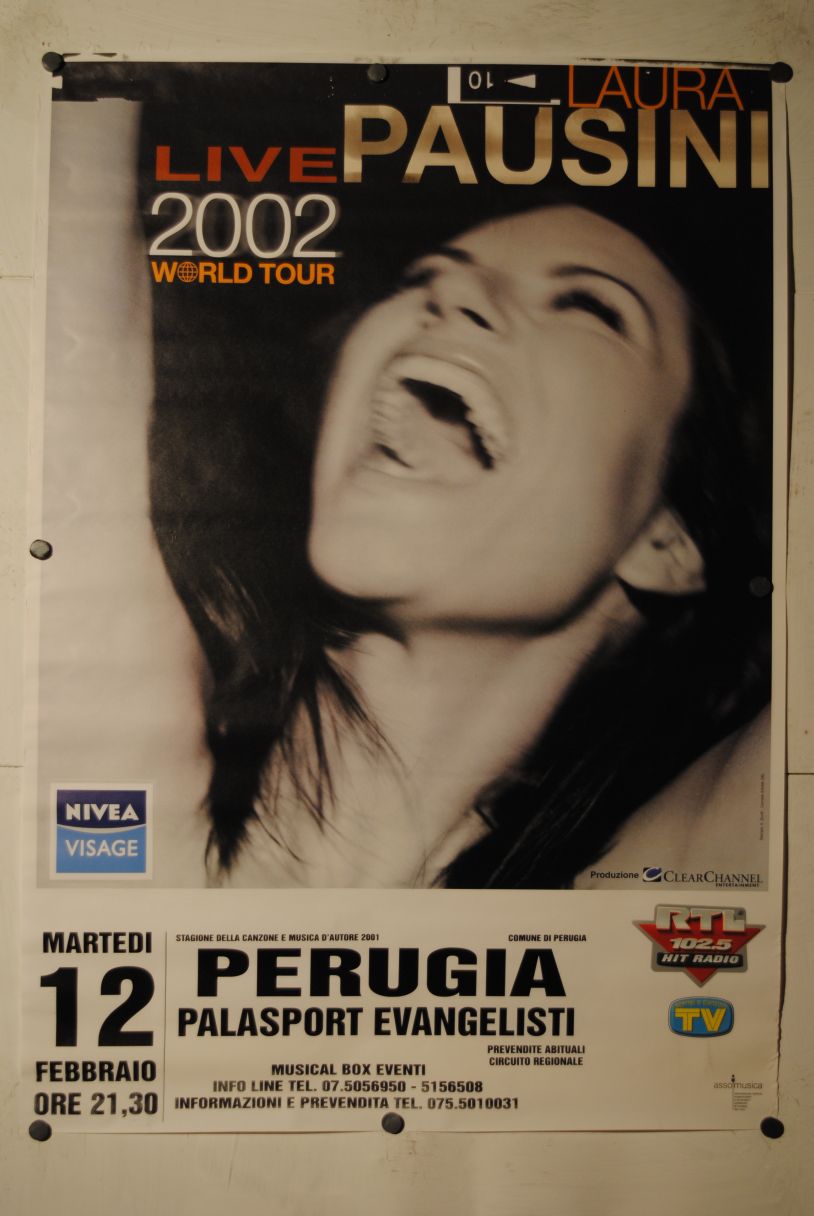 10
LAURA
PAUSINI
LIVE
2002
WORLD TOUR
NIVEA
VISAGE
Produzione CLEARCHANNEL
ENTERTAINMENT
MARTEDI
12
FEBBRAIO
ORE 21,30
STAGIONE DELLA CANZONE E MUSICA D'AUTORE 2001
COMUNE DI PERUGIA
PERUGIA
PALASPORT EVANGELISTI
PREVENDITE ABITUALI
CIRCUITO REGIONALE
MUSICAL BOX EVENTI
INFO LINE TEL. 07.5056950 - 5156508
INFORMAZIONI E PREVENDITA TEL. 075.5010031
RTL
102.5
HIT RADIO
TV
assomusica